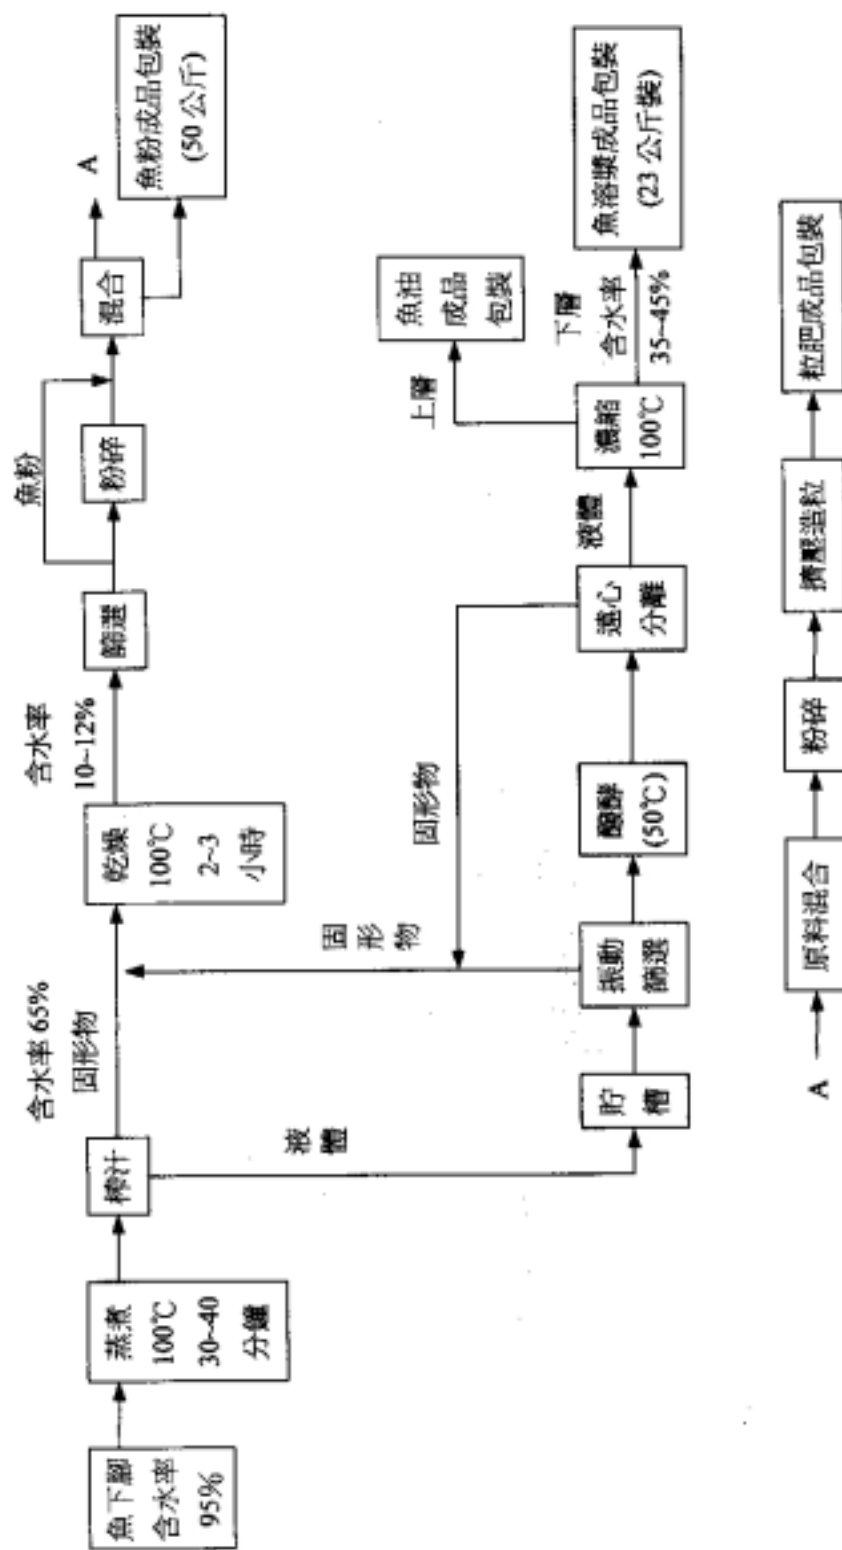 魚下腳
含水率
95%
蒸煮
100℃
30~40
分鐘
榨汁
含水率 65%
固形物
乾燥
100℃
2~3
小時
含水率
10~12%
篩選
魚粉
粉碎
混合
A
魚粉成品包裝
(50 公斤)
液
體
貯
槽
振動
篩選
固
形
物
醱酵
(50℃)
固形物
遠心
分離
液體
濃縮
100℃
上層
魚油
成品
包裝
下層
含水率
35~45%
魚溶漿成品包裝
(23 公斤裝)
A
原料混合
粉碎
擠壓造粒
粒肥成品包裝